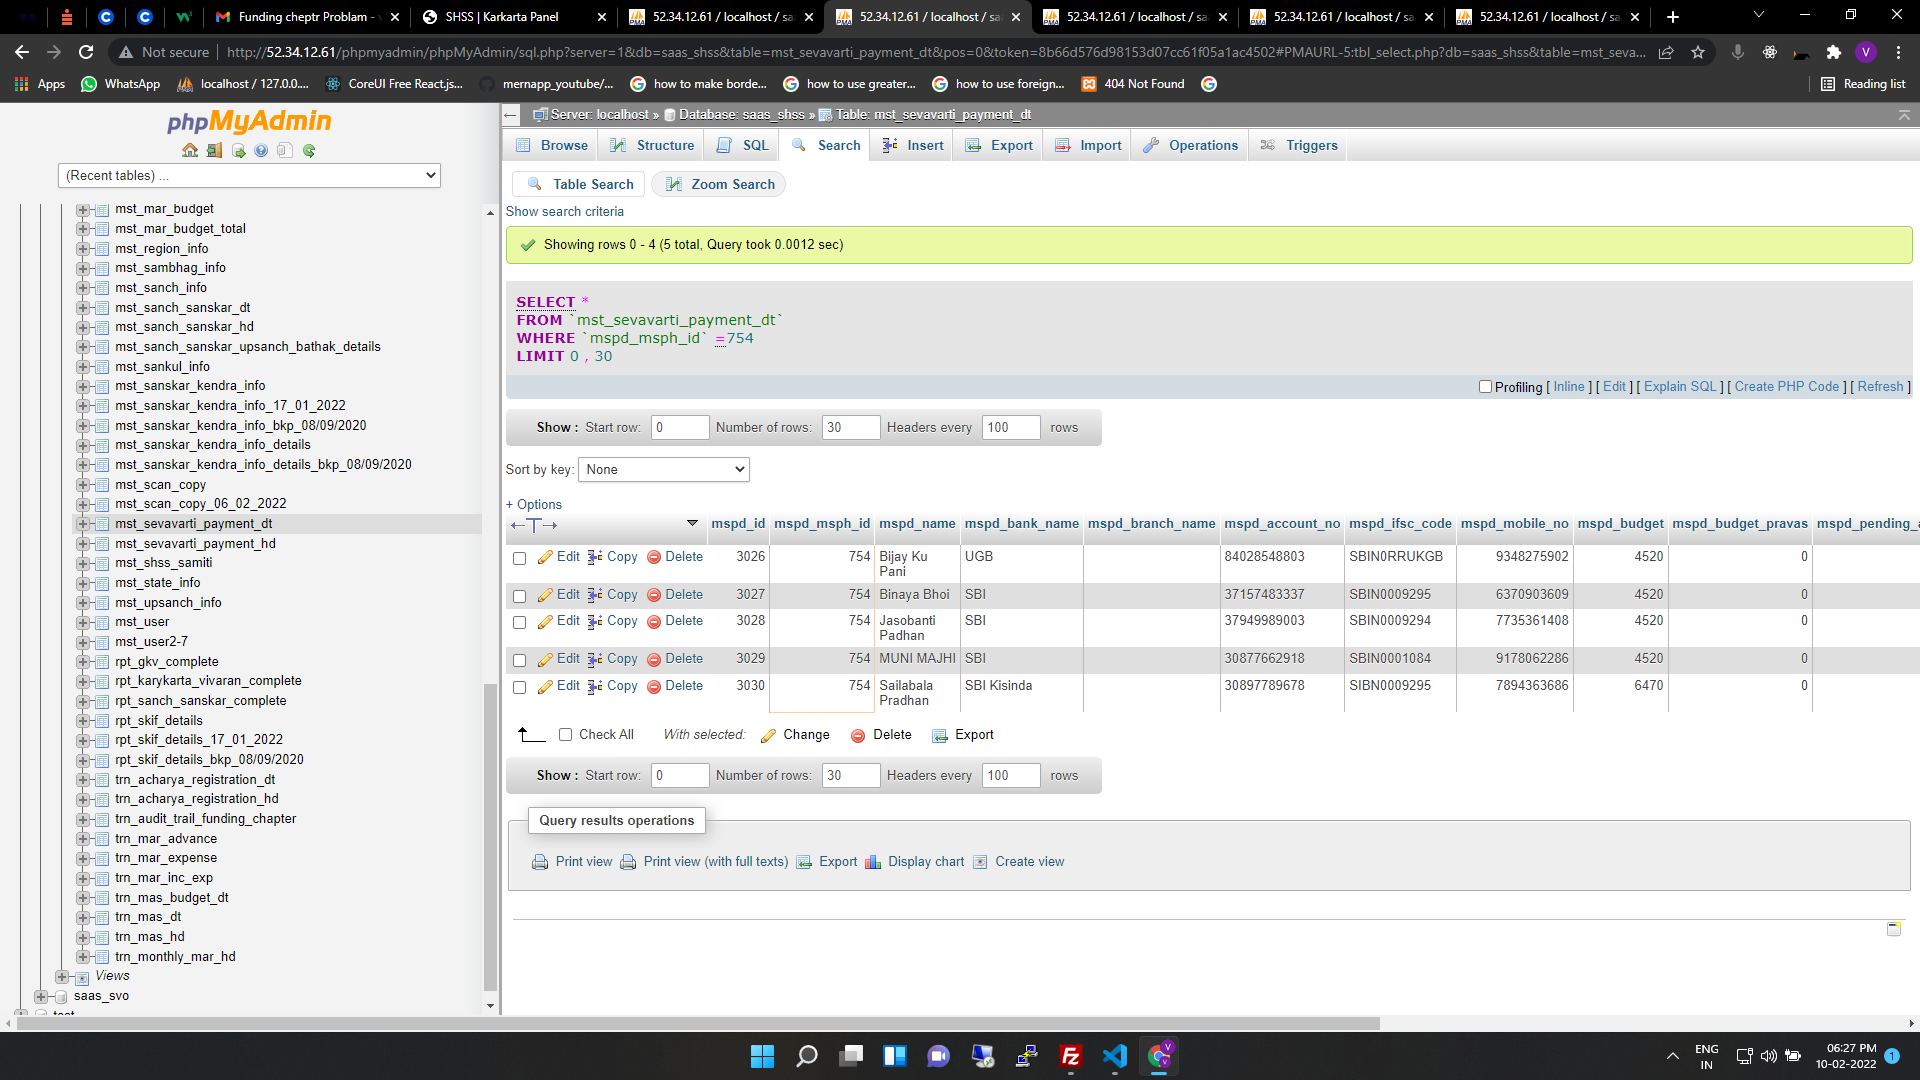 Funding cheptr Problam -
SHSS | Karkarta Panel
52.34.12.61 / localhost / sa
52.34.12.61 / localhost / sa
52.34.12.61 / localhost / sa
52.34.12.61 / localhost / sa
52.34.12.61 / localhost / sa
Not secure
http://52.34.12.61/phpmyadmin/phpMyAdmin/sql.php?server=1&db=saas_shss&table=mst_sevavarti_payment_dt&pos=0&token=8b66d576d98153d07cc61f05a1ac4502#PMAURL-5:tbl_select.php?db=saas_shss&table=mst_seva...
V
Apps
WhatsApp
localhost / 127.0.0....
CoreUI Free React.js...
mernapp_youtube/...
how to make borde...
how to use greater...
how to use foreign...
404 Not Found
Reading list
phpMyAdmin
(Recent tables) ...
mst_mar_budget
mst_mar_budget_total
mst_region_info
mst_sambhag_info
mst_sanch_info
mst_sanch_sanskar_dt
mst_sanch_sanskar_hd
mst_sanch_sanskar_upsanch_bathak_details
mst_sankul_info
mst_sanskar_kendra_info
mst_sanskar_kendra_info_17_01_2022
mst_sanskar_kendra_info_bkp_08/09/2020
mst_sanskar_kendra_info_details
mst_sanskar_kendra_info_details_bkp_08/09/2020
mst_scan_copy
mst_scan_copy_06_02_2022
mst_sevavarti_payment_dt
mst_sevavarti_payment_hd
mst_shss_samiti
mst_state_info
mst_upsanch_info
mst_user
mst_user2-7
rpt_gkv_complete
rpt_karykarta_vivaran_complete
rpt_sanch_sanskar_complete
rpt_skif_details
rpt_skif_details_17_01_2022
rpt_skif_details_bkp_08/09/2020
trn_acharya_registration_dt
trn_acharya_registration_hd
trn_audit_trail_funding_chapter
trn_mar_advance
trn_mar_expense
trn_mar_inc_exp
trn_mas_budget_dt
trn_mas_dt
trn_mas_hd
trn_monthly_mar_hd
Views
saas_svo
Server: localhost » Database: saas_shss » Table: mst_sevavarti_payment_dt
Browse Structure SQL Search Insert Export Import Operations Triggers
Table Search Zoom Search
Show search criteria
Showing rows 0 - 4 (5 total, Query took 0.0012 sec)
SELECT *
FROM `mst_sevavarti_payment_dt`
WHERE `mspd_msph_id` =754
LIMIT 0 , 30
Profiling [ Inline ] [ Edit ] [ Explain SQL ] [ Create PHP Code ] [ Refresh ]
Show : Start row: 0 Number of rows: 30 Headers every 100 rows
Sort by key: None
+ Options
←T→ mspd_id mspd_msph_id mspd_name mspd_bank_name mspd_branch_name mspd_account_no mspd_ifsc_code mspd_mobile_no mspd_budget mspd_budget_pravas mspd_pending_a
Edit Copy Delete 3026 754 Bijay Ku Pani UGB 84028548803 SBIN0RRUKGB 9348275902 4520 0
Edit Copy Delete 3027 754 Binaya Bhoi SBI 37157483337 SBIN0009295 6370903609 4520 0
Edit Copy Delete 3028 754 Jasobanti Padhan SBI 37949989003 SBIN0009294 7735361408 4520 0
Edit Copy Delete 3029 754 MUNI MAJHI SBI 30877662918 SBIN0001084 9178062286 4520 0
Edit Copy Delete 3030 754 Sailabala Pradhan SBI Kisinda 30897789678 SIBN0009295 7894363686 6470 0
Check All With selected: Change Delete Export
Show : Start row: 0 Number of rows: 30 Headers every 100 rows
Query results operations
Print view Print view (with full texts) Export Display chart Create view
ENG
IN
06:27 PM
10-02-2022
1